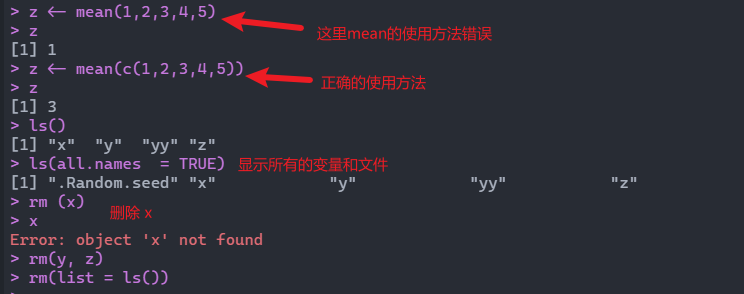 > z <- mean(1,2,3,4,5)
> z
这里mean的使用方法错误
[1] 1
> z <- mean(c(1,2,3,4,5))
> z
正确的使用方法
[1] 3
> ls()
[1] "x"  "y"  "yy" "z"
> ls(all.names  = TRUE) 显示所有的变量和文件
[1] ".Random.seed" "x"            "y"            "yy"           "z"
> rm (x)
删除 x
> x
Error: object 'x' not found
> rm(y, z)
> rm(list = ls())